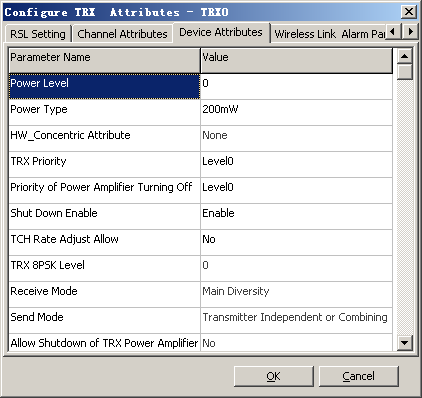 Configure TRX Attributes - TRX0
RSL Setting Channel Attributes Device Attributes Wireless Link Alarm Par
Parameter Name Value
Power Level 0
Power Type 200mW
HW_Concentric Attribute None
TRX Priority Level0
Priority of Power Amplifier Turning Off Level0
Shut Down Enable Enable
TCH Rate Adjust Allow No
TRX 8PSK Level 0
Receive Mode Main Diversity
Send Mode Transmitter Independent or Combining
Allow Shutdown of TRX Power Amplifier No
OK Cancel